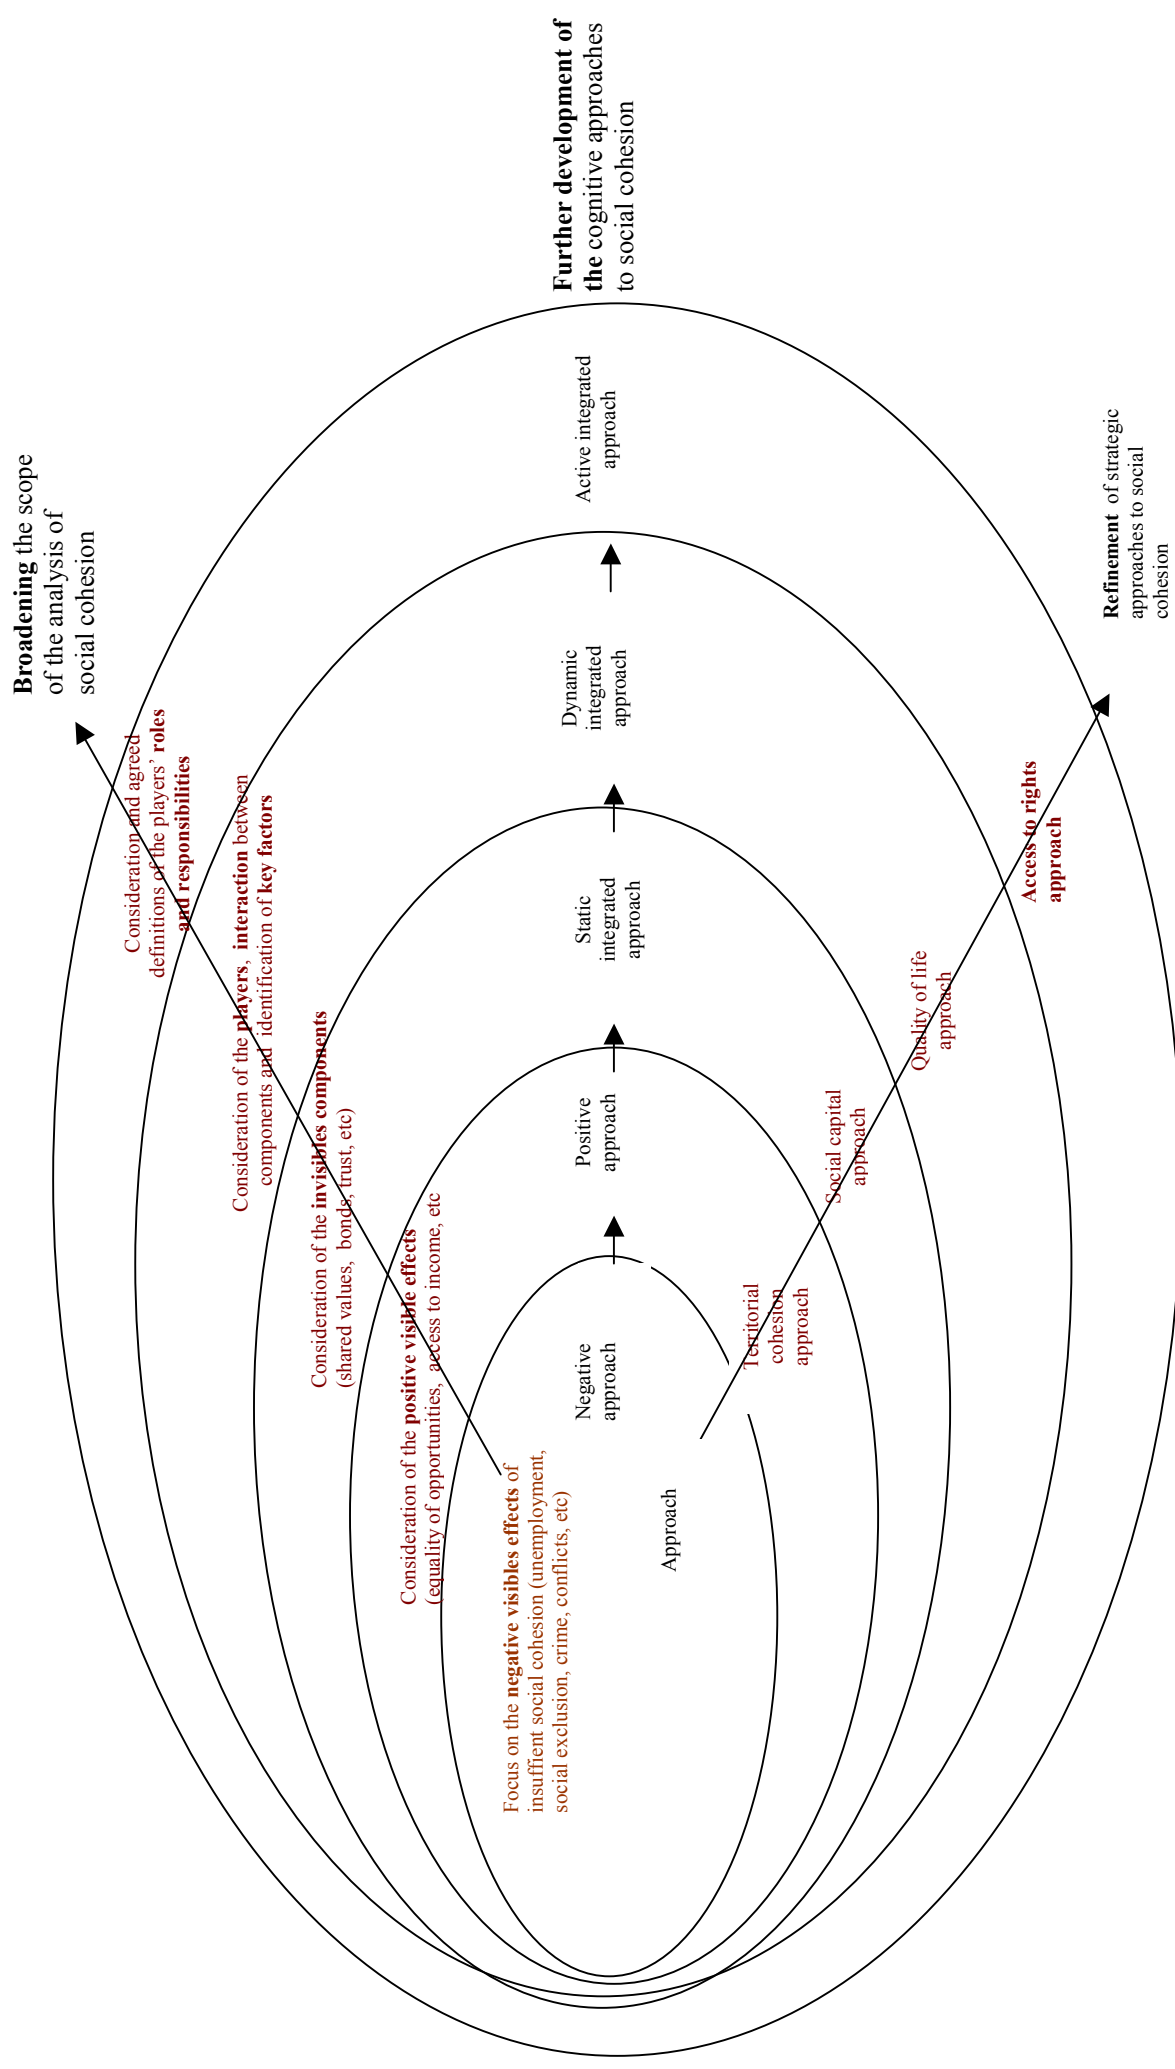 Broadening the scope
of the analysis of
social cohesion
Consideration and agreed
definitions of the players’ roles
and responsibilities
Consideration of the players, interaction between
components and identification of key factors
Consideration of the invisibles components
(shared values, bonds, trust, etc)
Consideration of the positive visible effects
(equality of opportunities, access to income, etc
Focus on the negative visibles effects of
insuffient social cohesion (unemployment,
social exclusion, crime, conflicts, etc)
Negative
approach
Positive
approach
Static
integrated
approach
Dynamic
integrated
approach
Active integrated
approach
Further development of
the cognitive approaches
to social cohesion
Approach
Territorial
cohesion
approach
Social capital
approach
Quality of life
approach
Access to rights
approach
Refinement of strategic
approaches to social
cohesion